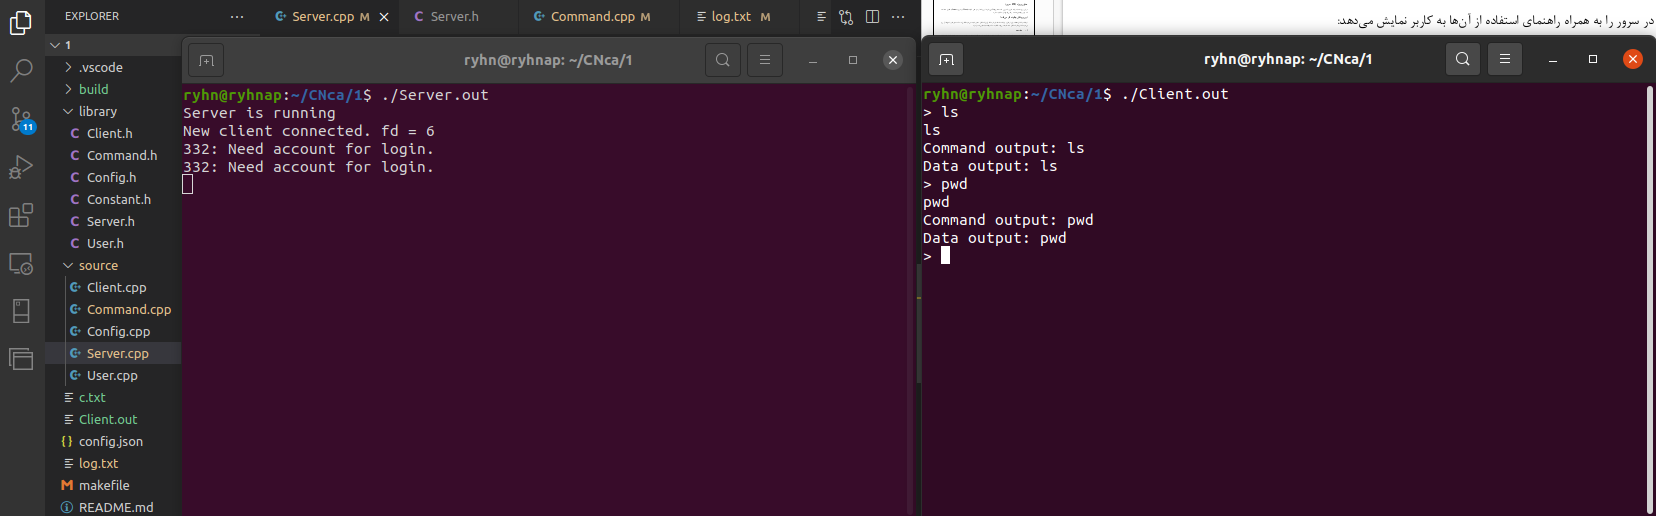 EXPLORER
Server.cpp M
Server.h
Command.cpp M
log.txt M
در سرور را به همراه راهنمای استفاده از آن‌ها به کاربر نمایش می‌دهد:
1
.vscode
build
library
Client.h
Command.h
Config.h
Constant.h
Server.h
User.h
source
Client.cpp
Command.cpp
Config.cpp
Server.cpp
User.cpp
c.txt
Client.out
config.json
log.txt
makefile
README.md
11
ryhn@ryhnap: ~/CNca/1
ryhn@ryhnap:~/CNca/1$ ./Server.out
Server is running
New client connected. fd = 6
332: Need account for login.
332: Need account for login.
ryhn@ryhnap: ~/CNca/1
ryhn@ryhnap:~/CNca/1$ ./Client.out
> ls
ls
Command output: ls
Data output: ls
> pwd
pwd
Command output: pwd
Data output: pwd
>